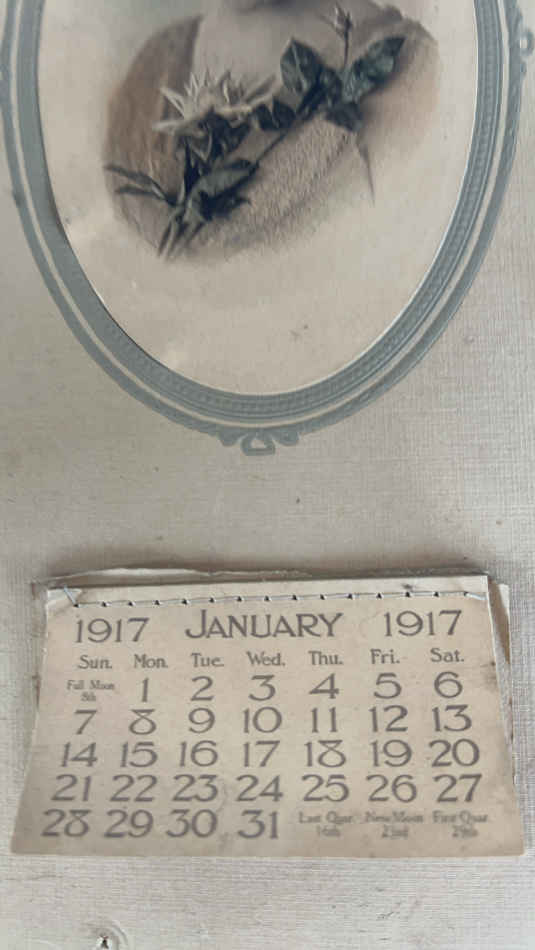 1917 JANUARY 1917
Sun. Mon. Tue. Wed. Thu. Fri. Sat.
Full Moon 8th 1 2 3 4 5 6
7 8 9 10 11 12 13
14 15 16 17 18 19 20
21 22 23 24 25 26 27
28 29 30 31 Last Quar. 16th New Moon 23rd First Quar. 29th